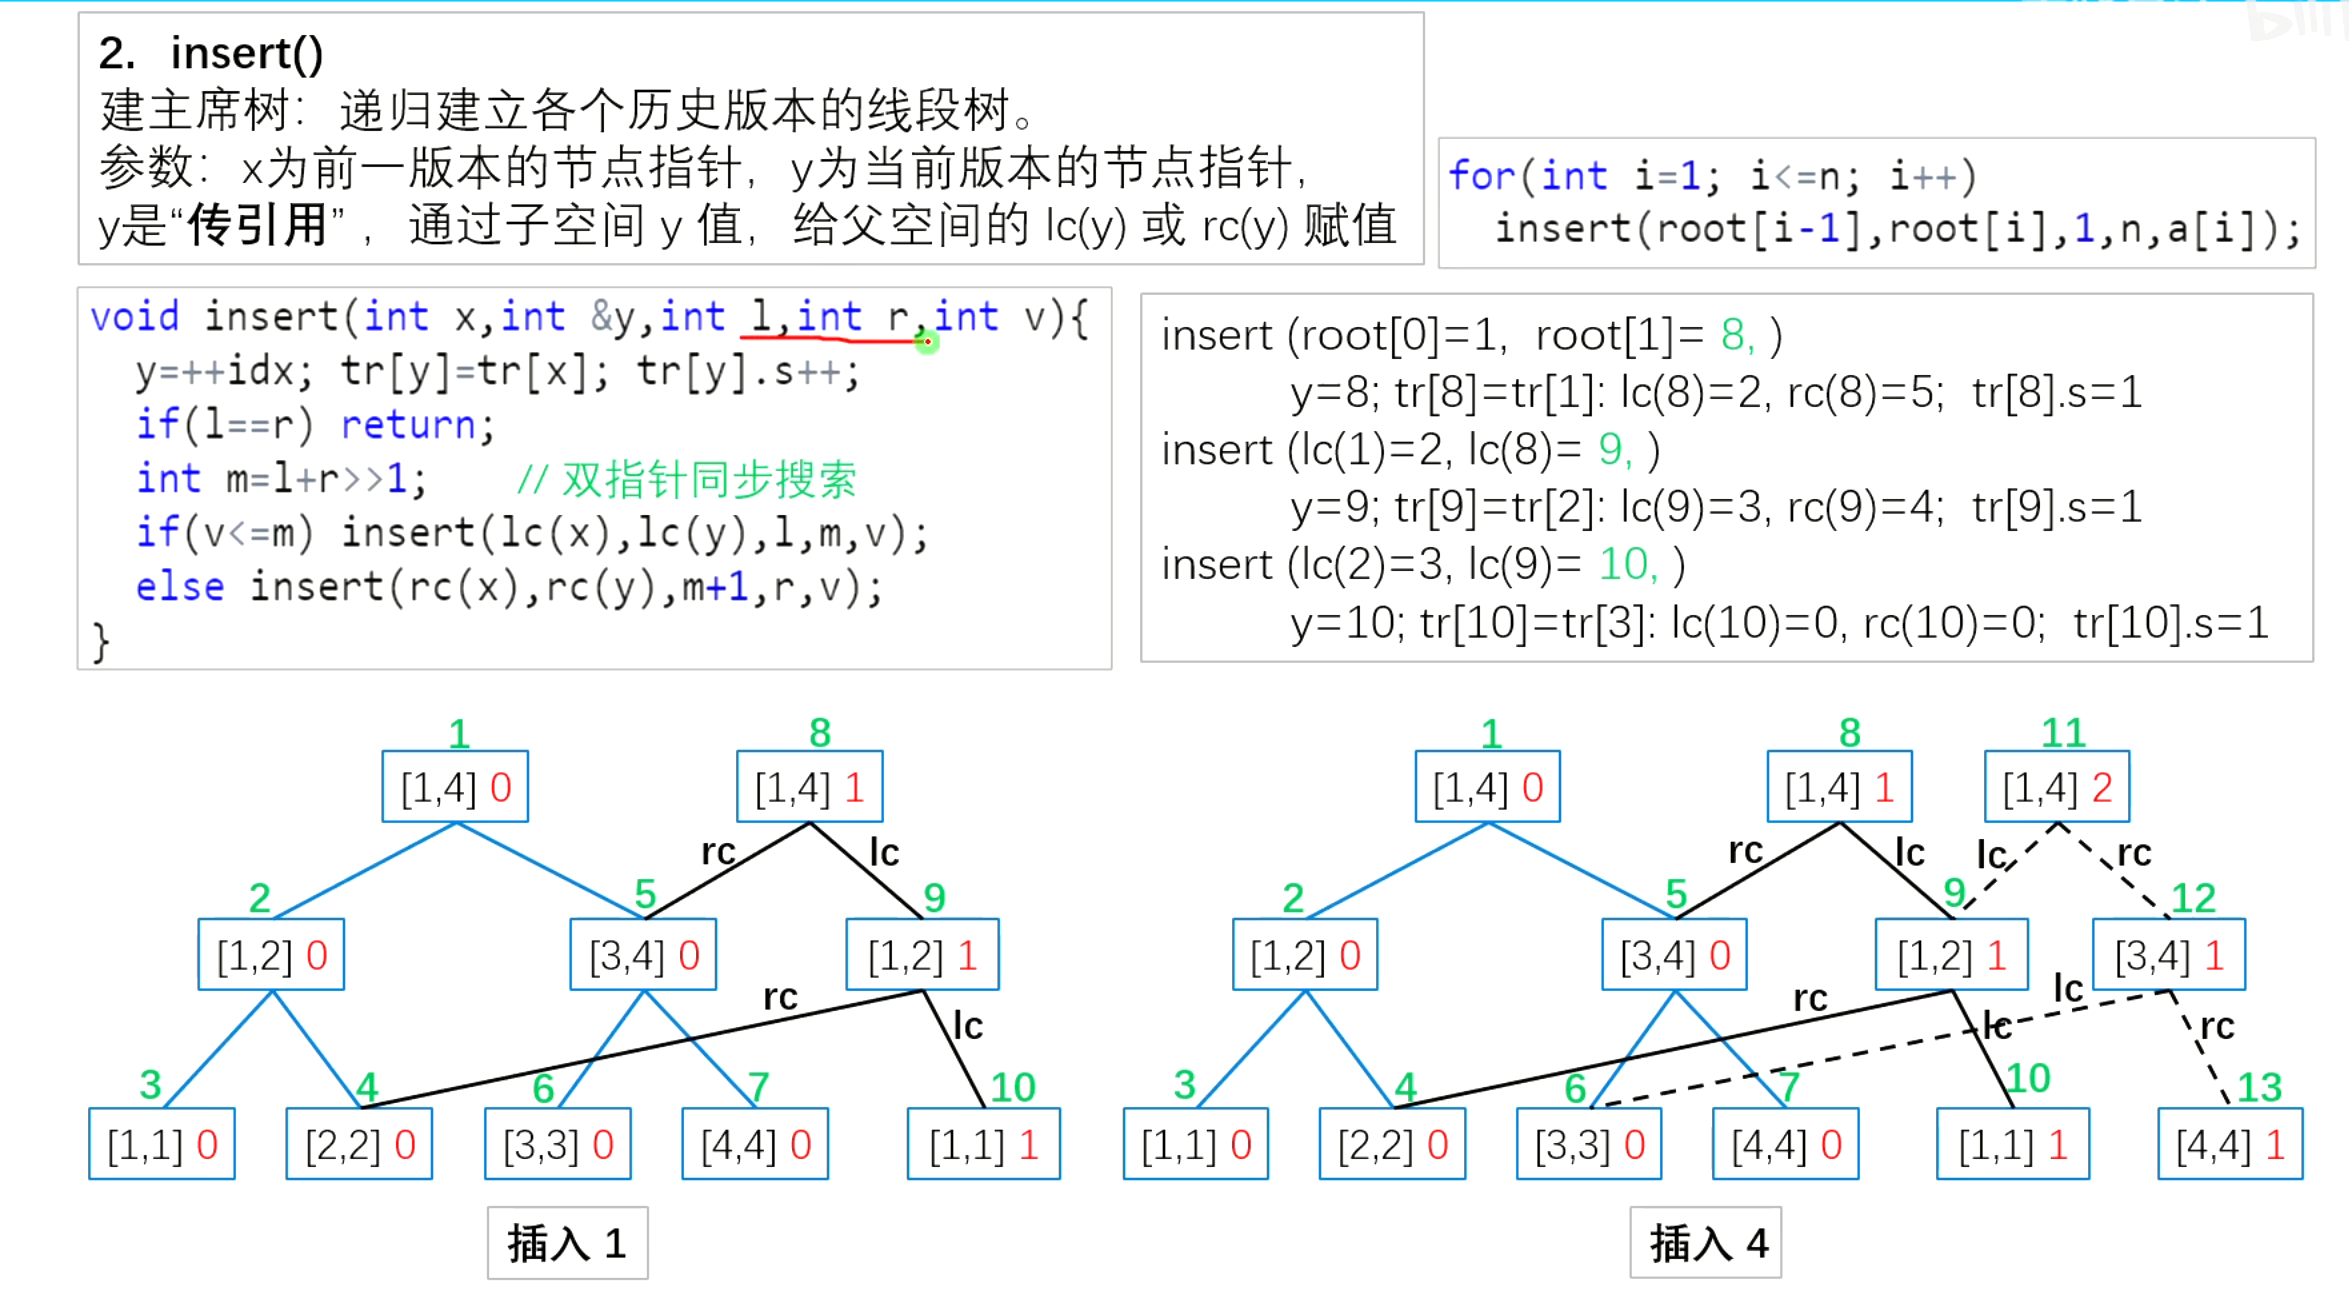 2. insert()
建主席树：递归建立各个历史版本的线段树。
参数：x为前一版本的节点指针，y为当前版本的节点指针，
y是“传引用”，通过子空间 y 值，给父空间的 lc(y) 或 rc(y) 赋值
for(int i=1; i<=n; i++)
insert(root[i-1],root[i],1,n,a[i]);
void insert(int x,int &y,int l,int r,int v){
y=++idx; tr[y]=tr[x]; tr[y].s++;
if(l==r) return;
int m=l+r>>1; // 双指针同步搜索
if(v<=m) insert(lc(x),lc(y),l,m,v);
else insert(rc(x),rc(y),m+1,r,v);
}
insert (root[0]=1, root[1]= 8, )
y=8; tr[8]=tr[1]: lc(8)=2, rc(8)=5; tr[8].s=1
insert (lc(1)=2, lc(8)= 9, )
y=9; tr[9]=tr[2]: lc(9)=3, rc(9)=4; tr[9].s=1
insert (lc(2)=3, lc(9)= 10, )
y=10; tr[10]=tr[3]: lc(10)=0, rc(10)=0; tr[10].s=1
1 8
[1,4] 0 [1,4] 1
rc lc
2 5 9
[1,2] 0 [3,4] 0 [1,2] 1
rc lc
3 4 6 7 10
[1,1] 0 [2,2] 0 [3,3] 0 [4,4] 0 [1,1] 1
插入 1
1 8 11
[1,4] 0 [1,4] 1 [1,4] 2
rc lc lc rc
2 5 9 12
[1,2] 0 [3,4] 0 [1,2] 1 [3,4] 1
rc lc lc rc
3 4 6 7 10 13
[1,1] 0 [2,2] 0 [3,3] 0 [4,4] 0 [1,1] 1 [4,4] 1
插入 4